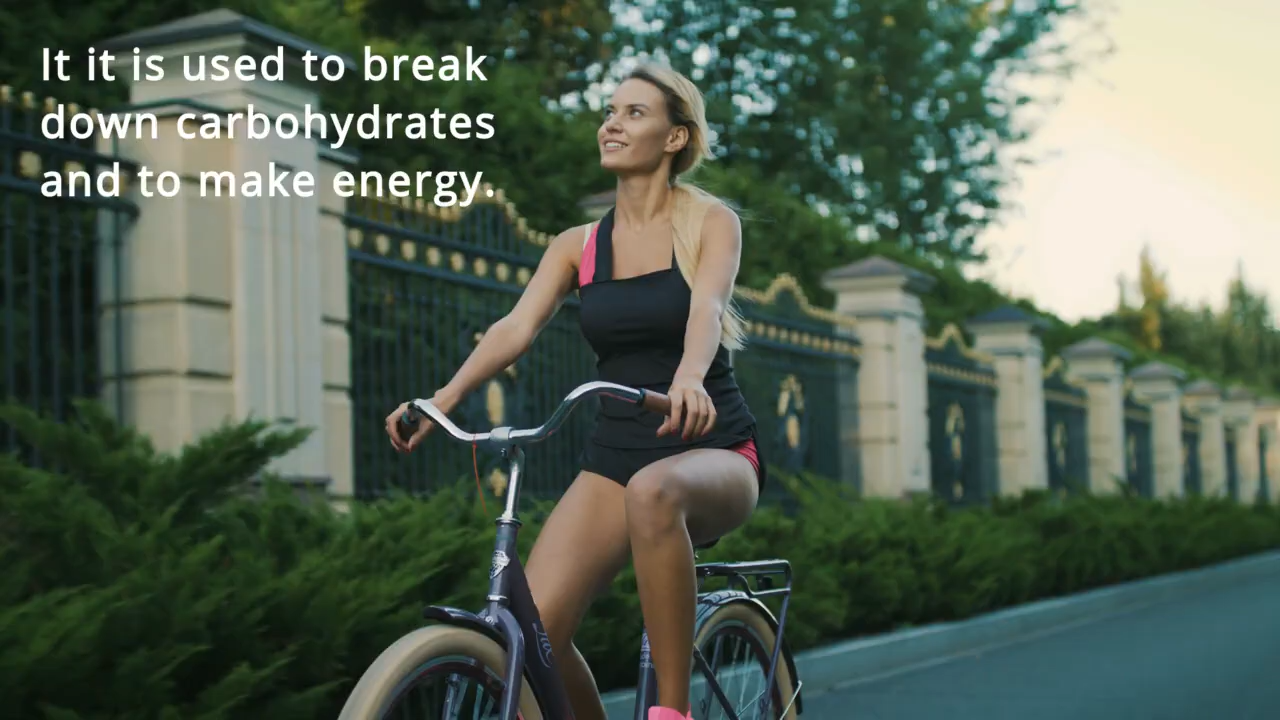 It it is used to break
down carbohydrates
and to make energy.